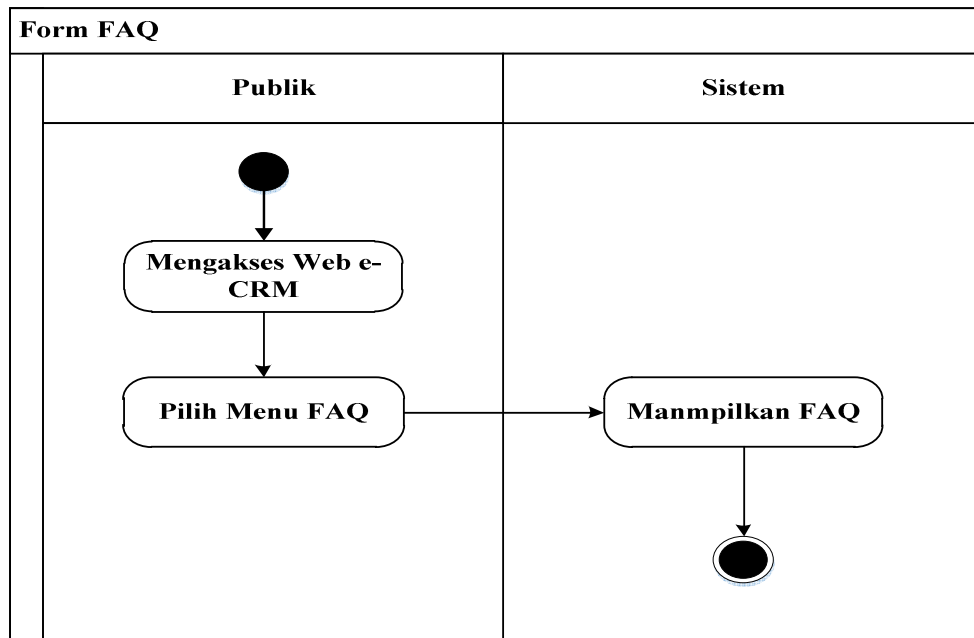 Form FAQ
Publik
Sistem
Mengakses Web e-
CRM
Pilih Menu FAQ
Manmpilkan FAQ